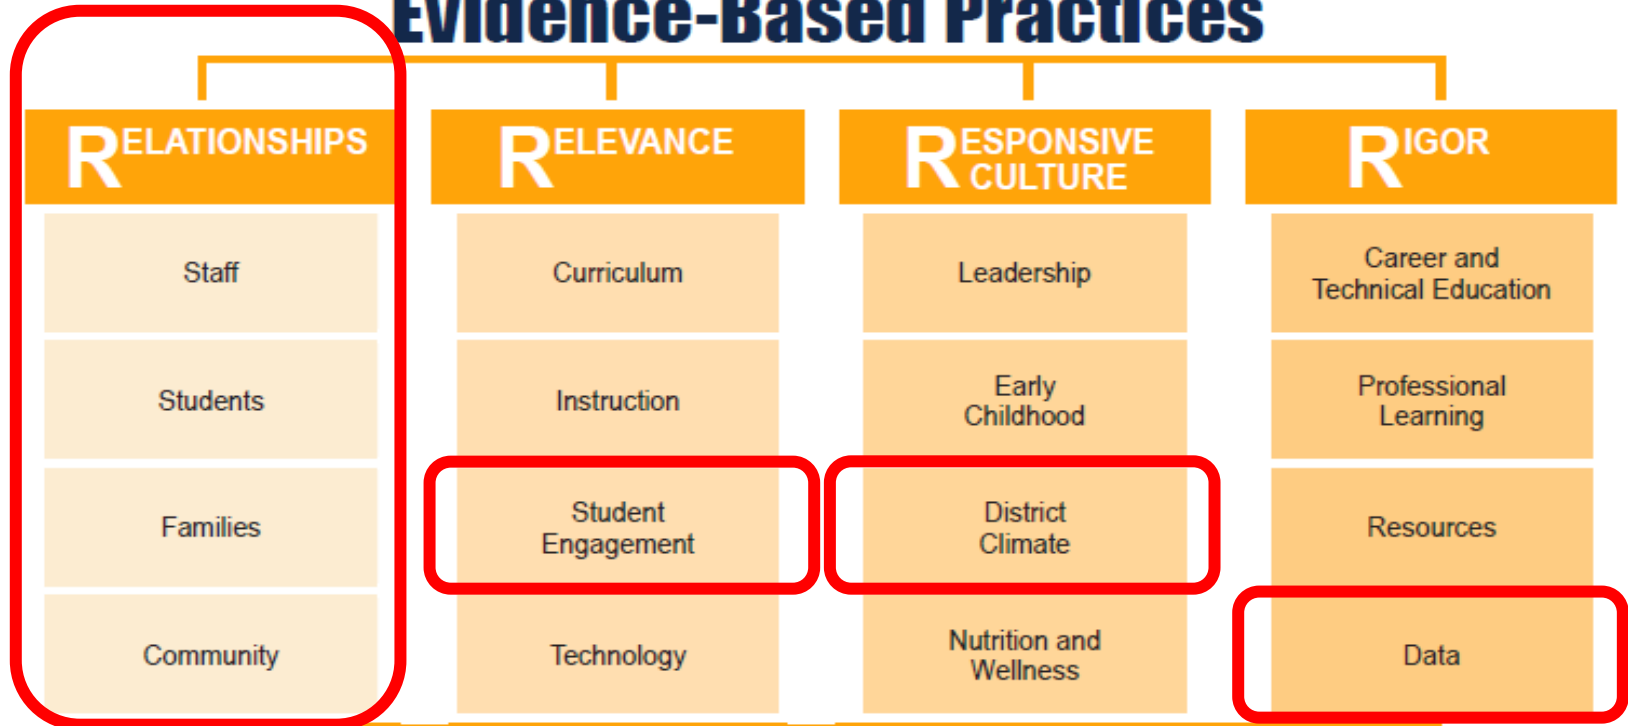 Evidence-Based Practices
RELATIONSHIPS
RELEVANCE
RESPONSIVE
CULTURE
RIGOR
Staff
Curriculum
Leadership
Career and
Technical Education
Students
Instruction
Early
Childhood
Professional
Learning
Families
Student
Engagement
District
Climate
Resources
Community
Technology
Nutrition and
Wellness
Data